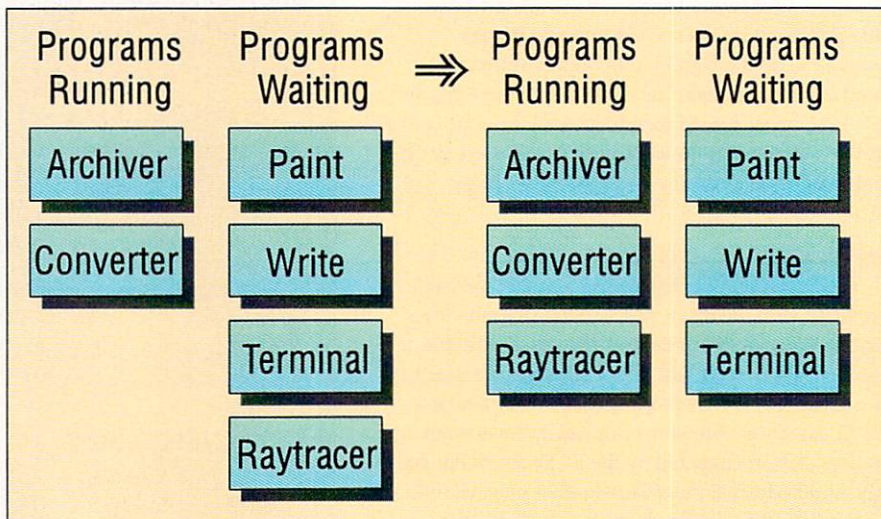 Programs Running
Programs Waiting
⇒
Programs Running
Programs Waiting
Archiver
Paint
Archiver
Paint
Converter
Write
Converter
Write
Terminal
Raytracer
Terminal
Raytracer